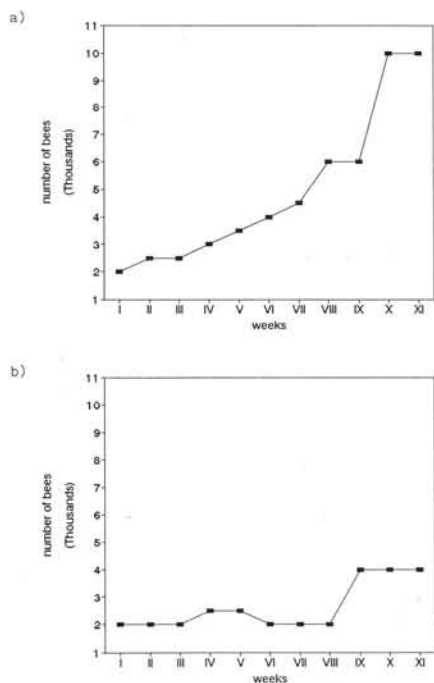 a)
11
10
9
8
7
6
5
4
3
2
1
number of bees
(Thousands)
I II III IV V VI VII VIII IX X XI
weeks
b)
11
10
9
8
7
6
5
4
3
2
1
number of bees
(Thousands)
I II III IV V VI VII VIII IX X XI
weeks